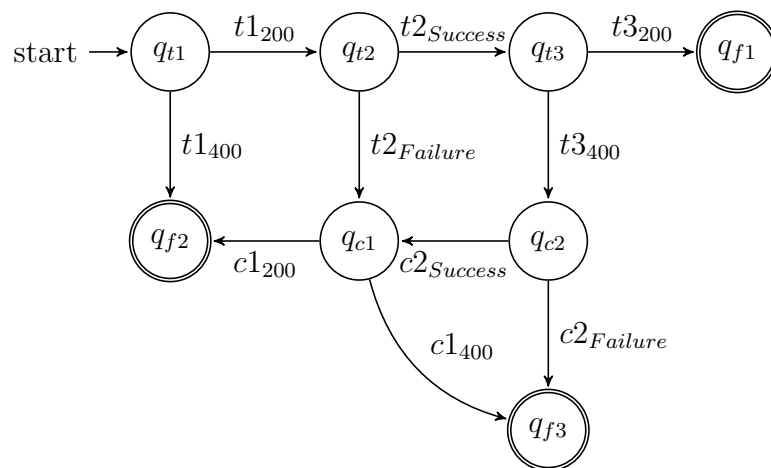 start q_{t1} t1_{200} q_{t2} t2_{Success} q_{t3} t3_{200} q_{f1}
t1_{400} t2_{Failure} t3_{400}
q_{f2} c1_{200} q_{c1} c2_{Success} q_{c2}
c1_{400} c2_{Failure}
q_{f3}